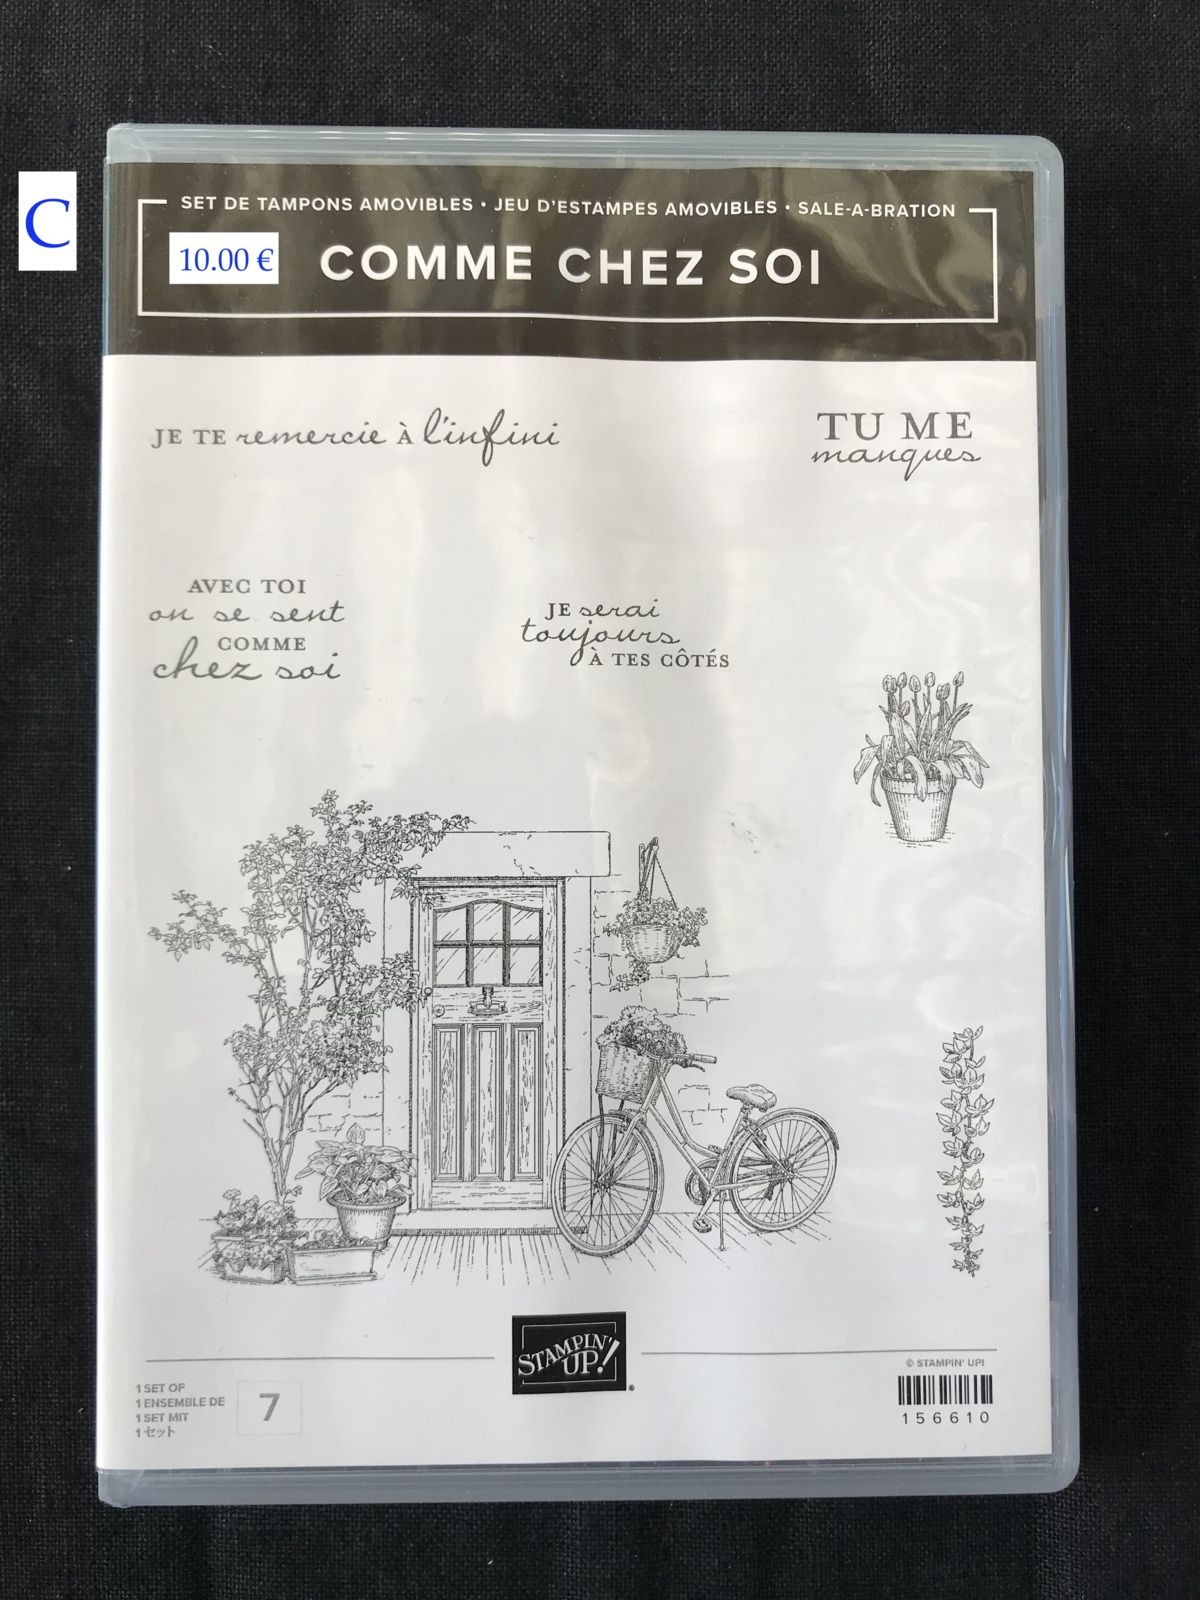 C
SET DE TAMPONS AMOVIBLES • JEU D'ESTAMPES AMOVIBLES • SALE-A-BRATION
10.00 €
COMME CHEZ SOI
JE TE remercie À l'infini
TU ME
manques
AVEC TOI
on se sent
COMME
chez soi
JE serai
toujours
À TES CÔTÉS
STAMPIN'
UP!®
1 SET OF
1 ENSEMBLE DE
1 SET MIT
1 セット
7
© STAMPIN' UP!
156610